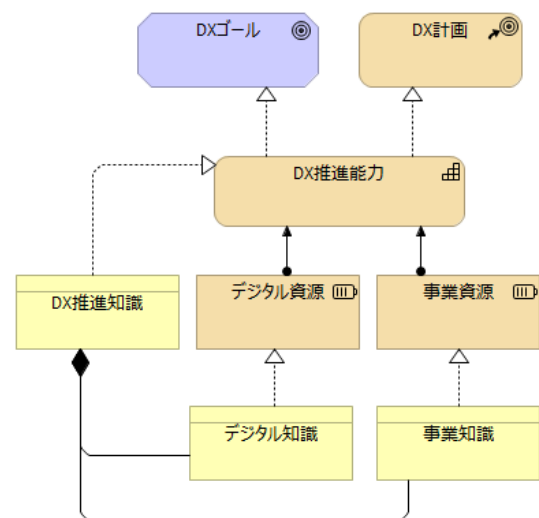 DXゴール
DX計画
DX推進能力
DX推進知識
デジタル資源
事業資源
デジタル知識
事業知識